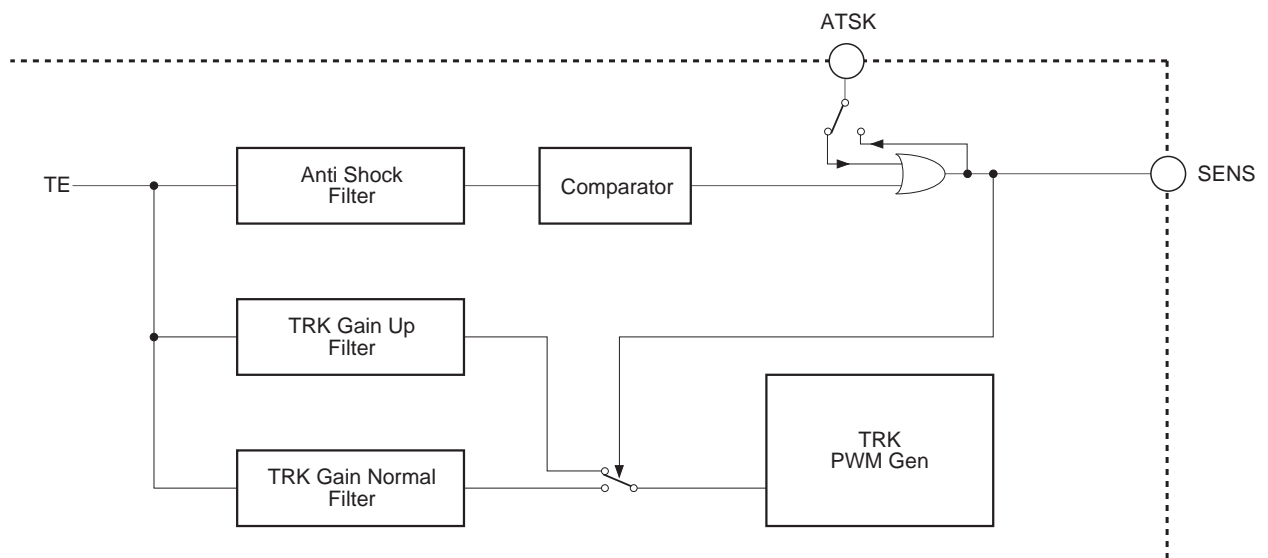 ATSK
TE
Anti Shock
Filter
Comparator
SENS
TRK Gain Up
Filter
TRK
PWM Gen
TRK Gain Normal
Filter